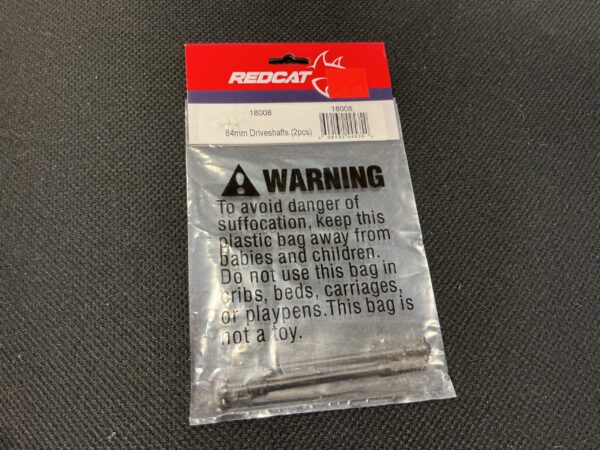 REDCAT
18008
18008
84mm Driveshafts (2pcs)
WARNING
To avoid danger of
suffocation, keep this
plastic bag away from
babies and children.
Do not use this bag in
cribs, beds, carriages,
or playpens.This bag is
not a toy.